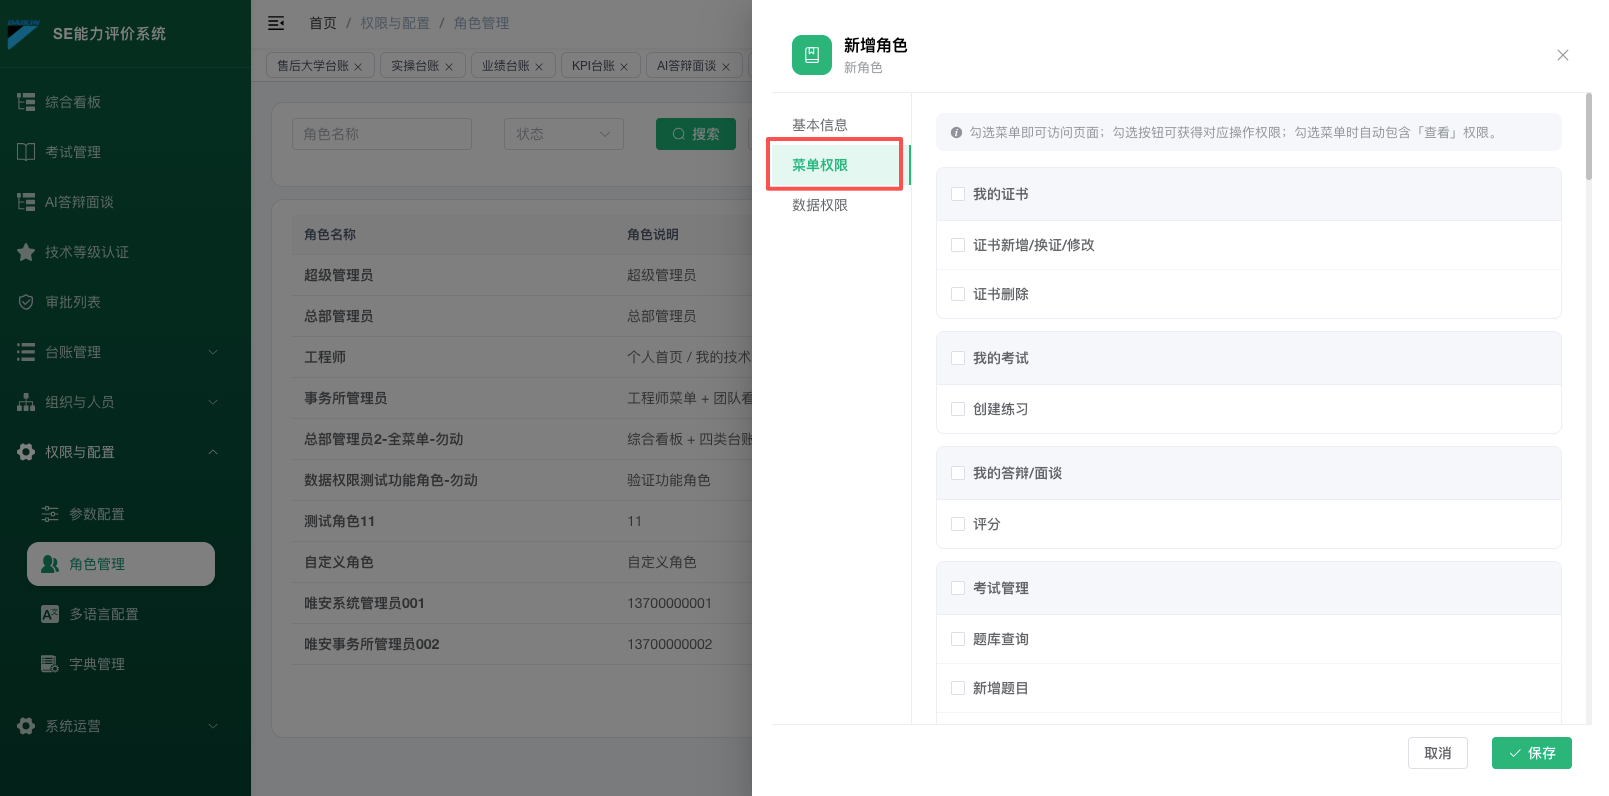 DAIKIN
SE能力评价系统
综合看板
考试管理
AI答辩面谈
技术等级认证
审批列表
台账管理
组织与人员
权限与配置
参数配置
角色管理
多语言配置
字典管理
系统运营
首页 / 权限与配置 / 角色管理
售后大学台账 实操台账 业绩台账 KPI台账 AI答辩面谈
角色名称 状态 搜索
角色名称 角色说明
超级管理员 超级管理员
总部管理员 总部管理员
工程师 个人首页 / 我的技术
事务所管理员 工程师菜单 + 团队看
总部管理员2-全菜单-勿动 综合看板 + 四类台账
数据权限测试功能角色-勿动 验证功能角色
测试角色11 11
自定义角色 自定义角色
唯安系统管理员001 13700000001
唯安事务所管理员002 13700000002
新增角色
新角色
基本信息
菜单权限
数据权限
勾选菜单即可访问页面；勾选按钮可获得对应操作权限；勾选菜单时自动包含「查看」权限。
我的证书
证书新增/换证/修改
证书删除
我的考试
创建练习
我的答辩/面谈
评分
考试管理
题库查询
新增题目
取消 保存